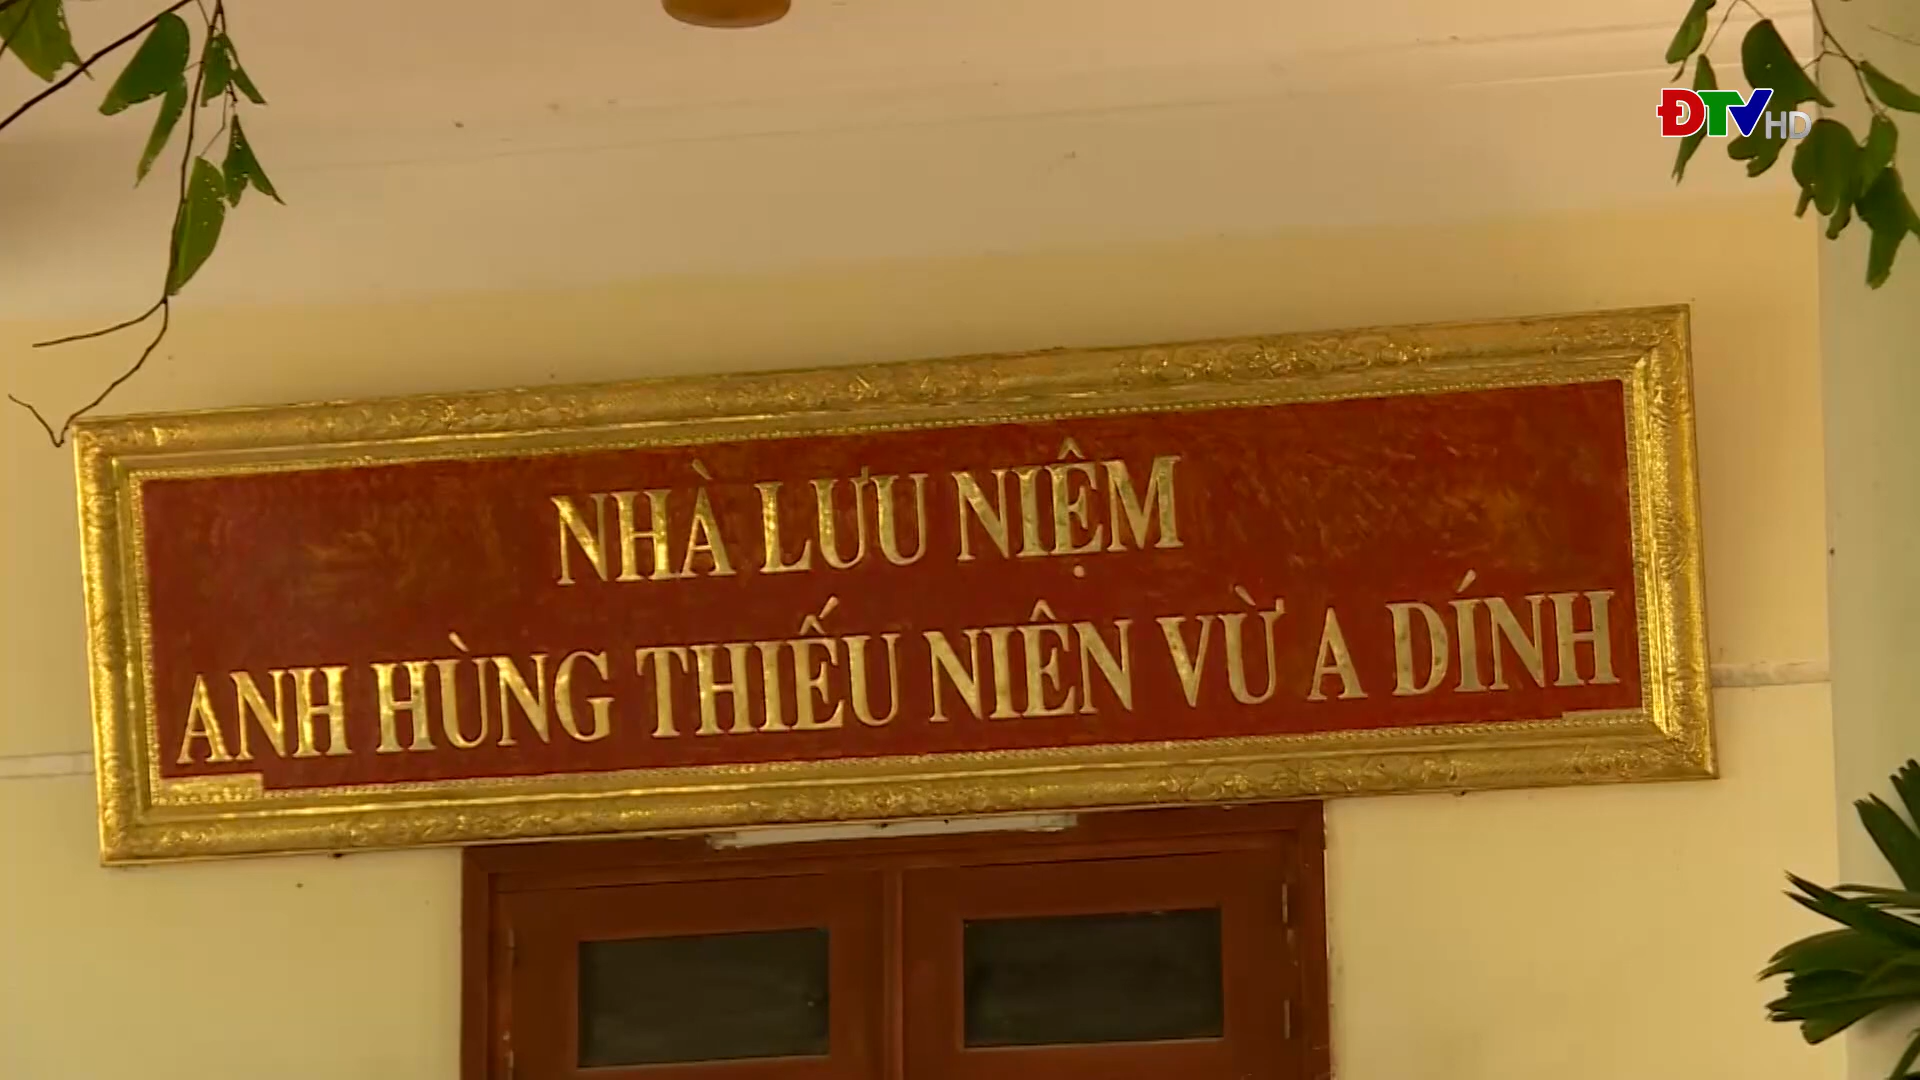 ĐTV HD
NHÀ LƯU NIỆM
ANH HÙNG THIẾU NIÊN VỪ A DÍNH